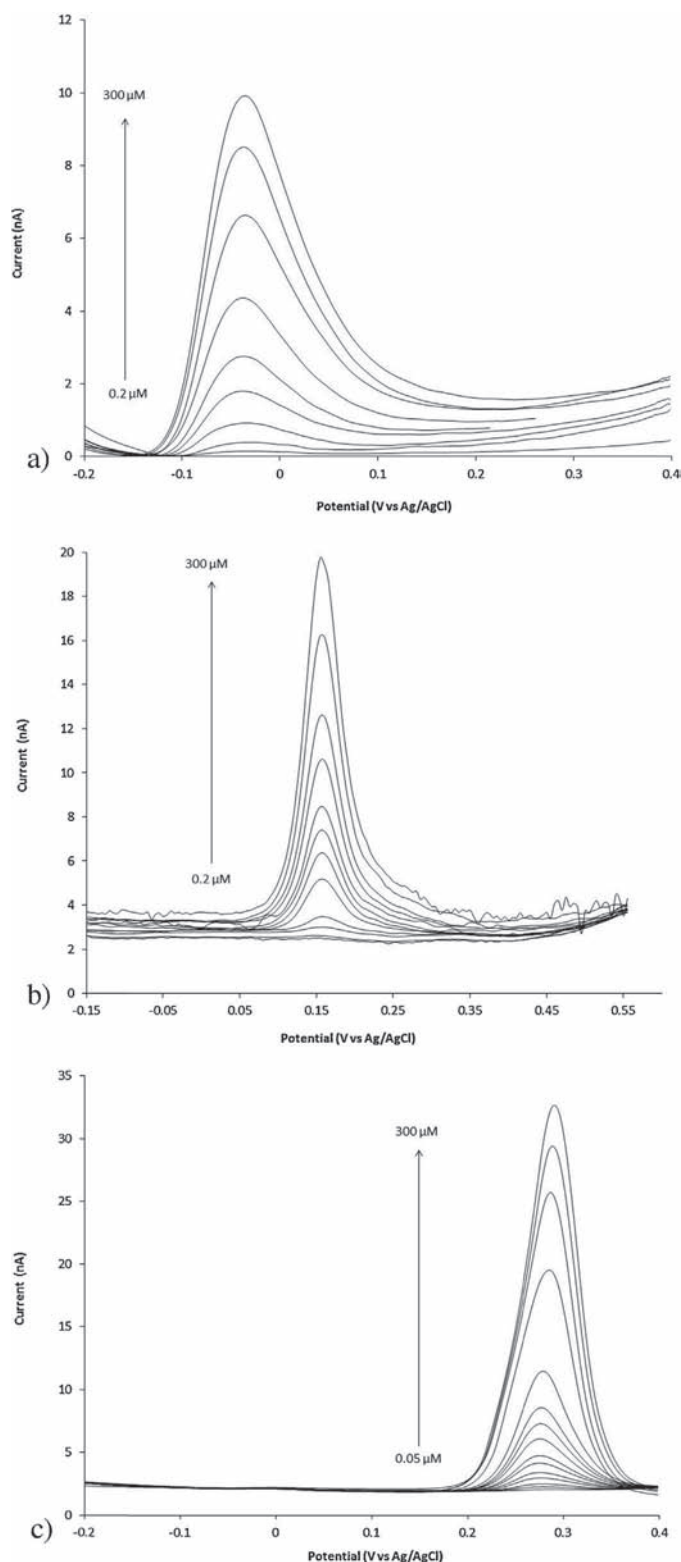 12
10
8
6
4
2
0
Current (nA)
300 µM
0.2 µM
-0.2 -0.1 0 0.1 0.2 0.3 0.4
Potential (V vs Ag/AgCl)
a)
20
18
16
14
12
10
8
6
4
2
0
Current (nA)
300 µM
0.2 µM
-0.15 -0.05 0.05 0.15 0.25 0.35 0.45 0.55
Potential (V vs Ag/AgCl)
b)
35
30
25
20
15
10
5
0
Current (nA)
300 µM
0.05 µM
-0.2 -0.1 0 0.1 0.2 0.3 0.4
Potential (V vs Ag/AgCl)
c)